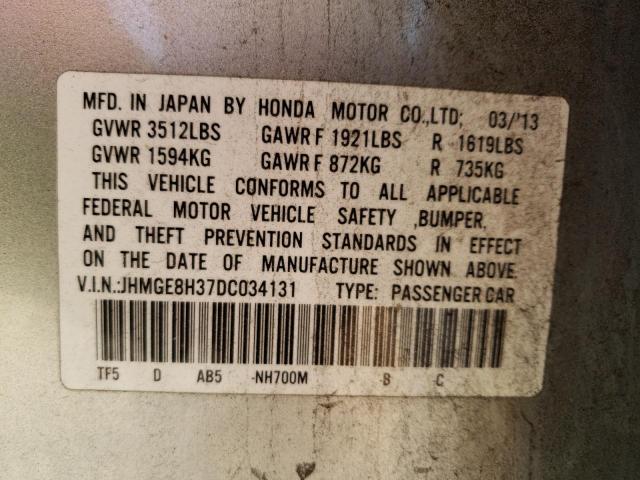 MFD. IN JAPAN BY HONDA MOTOR CO.,LTD; 03/'13
GVWR 3512LBS GAWR F 1921LBS R 1619LBS
GVWR 1594KG GAWR F 872KG R 735KG
THIS VEHICLE CONFORMS TO ALL APPLICABLE
FEDERAL MOTOR VEHICLE SAFETY ,BUMPER,
AND THEFT PREVENTION STANDARDS IN EFFECT
ON THE DATE OF MANUFACTURE SHOWN ABOVE.
V.I.N.:JHMGE8H37DC034131 TYPE: PASSENGER CAR
TF5 D AB5 -NH700M -B -C